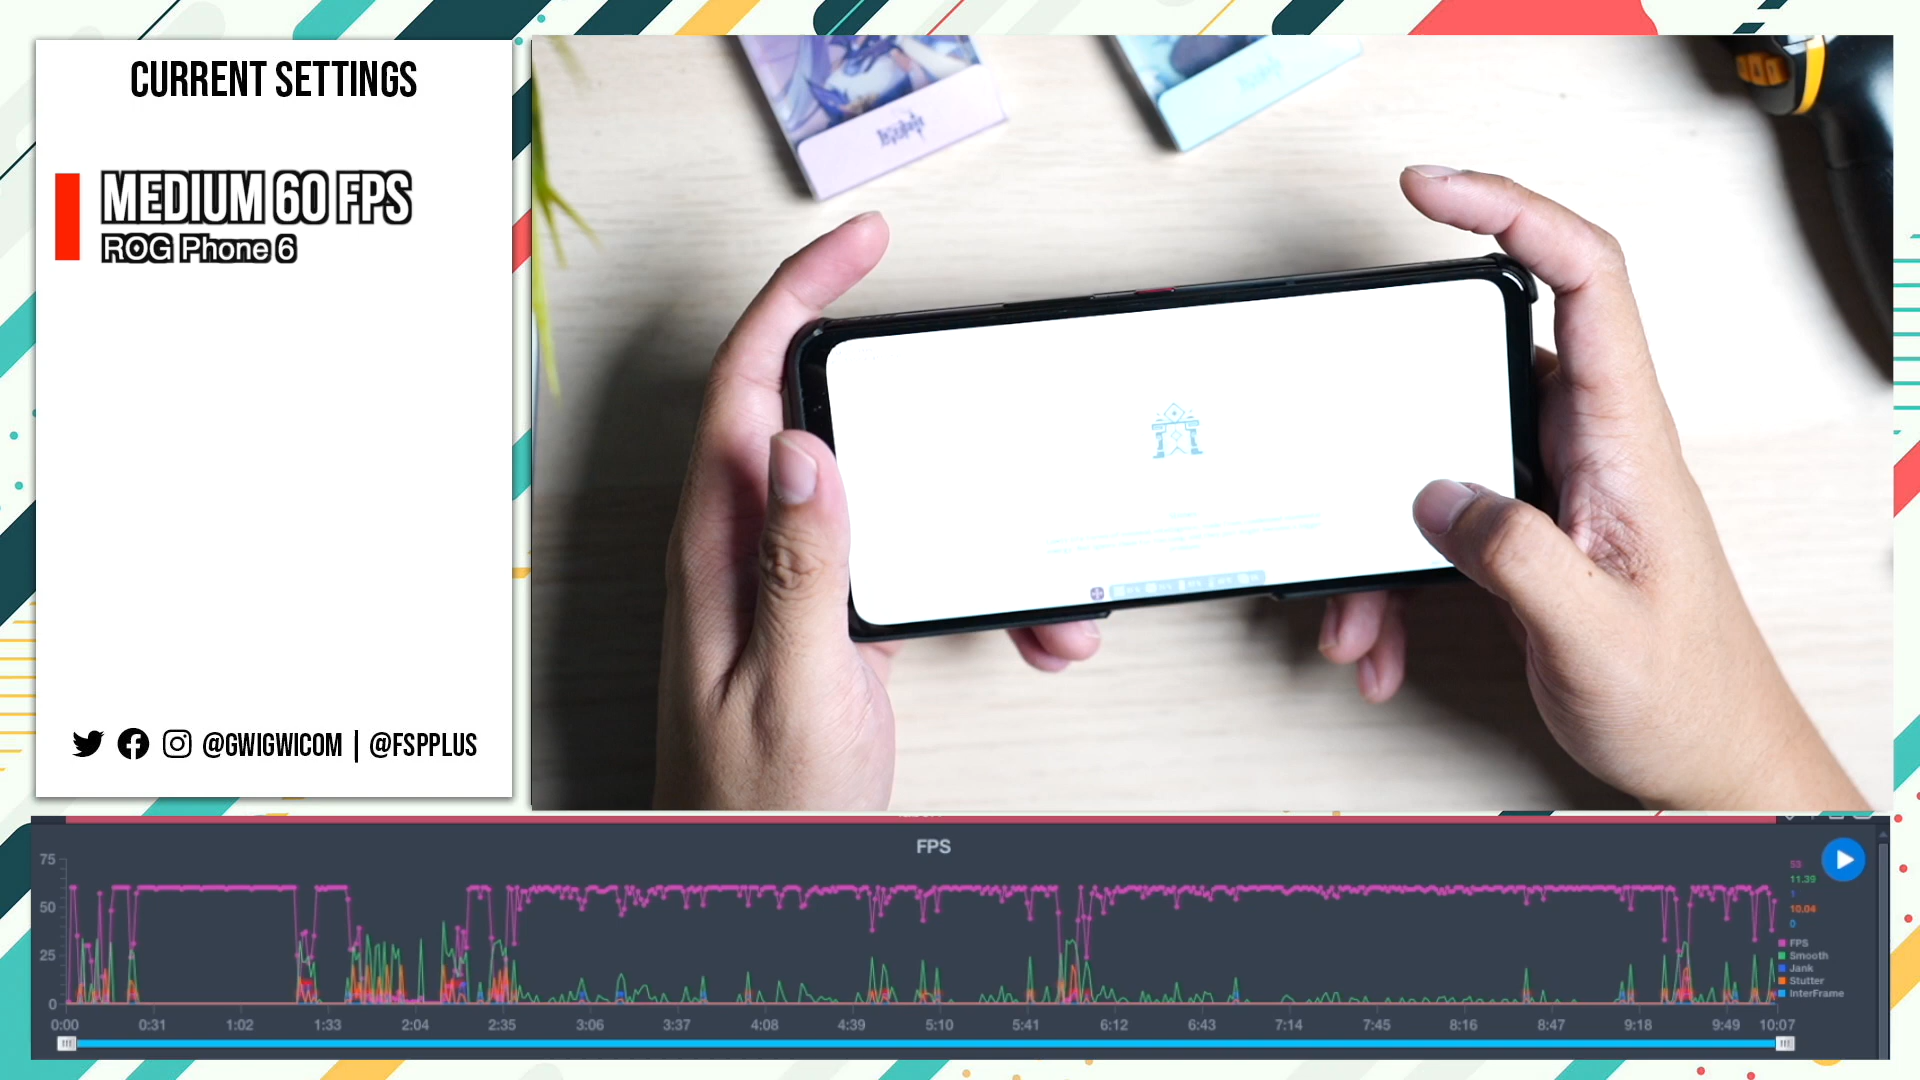 CURRENT SETTINGS
MEDIUM 60 FPS
ROG Phone 6
@GWIGWICOM | @FSPPLUS
FPS
75
50
25
0
0:00 0:31 1:02 1:33 2:04 2:35 3:06 3:37 4:08 4:39 5:10 5:41 6:12 6:43 7:14 7:45 8:16 8:47 9:18 9:49 10:07
53
11.39
1
10.04
0
FPS
Smooth
Jank
Stutter
InterFrame